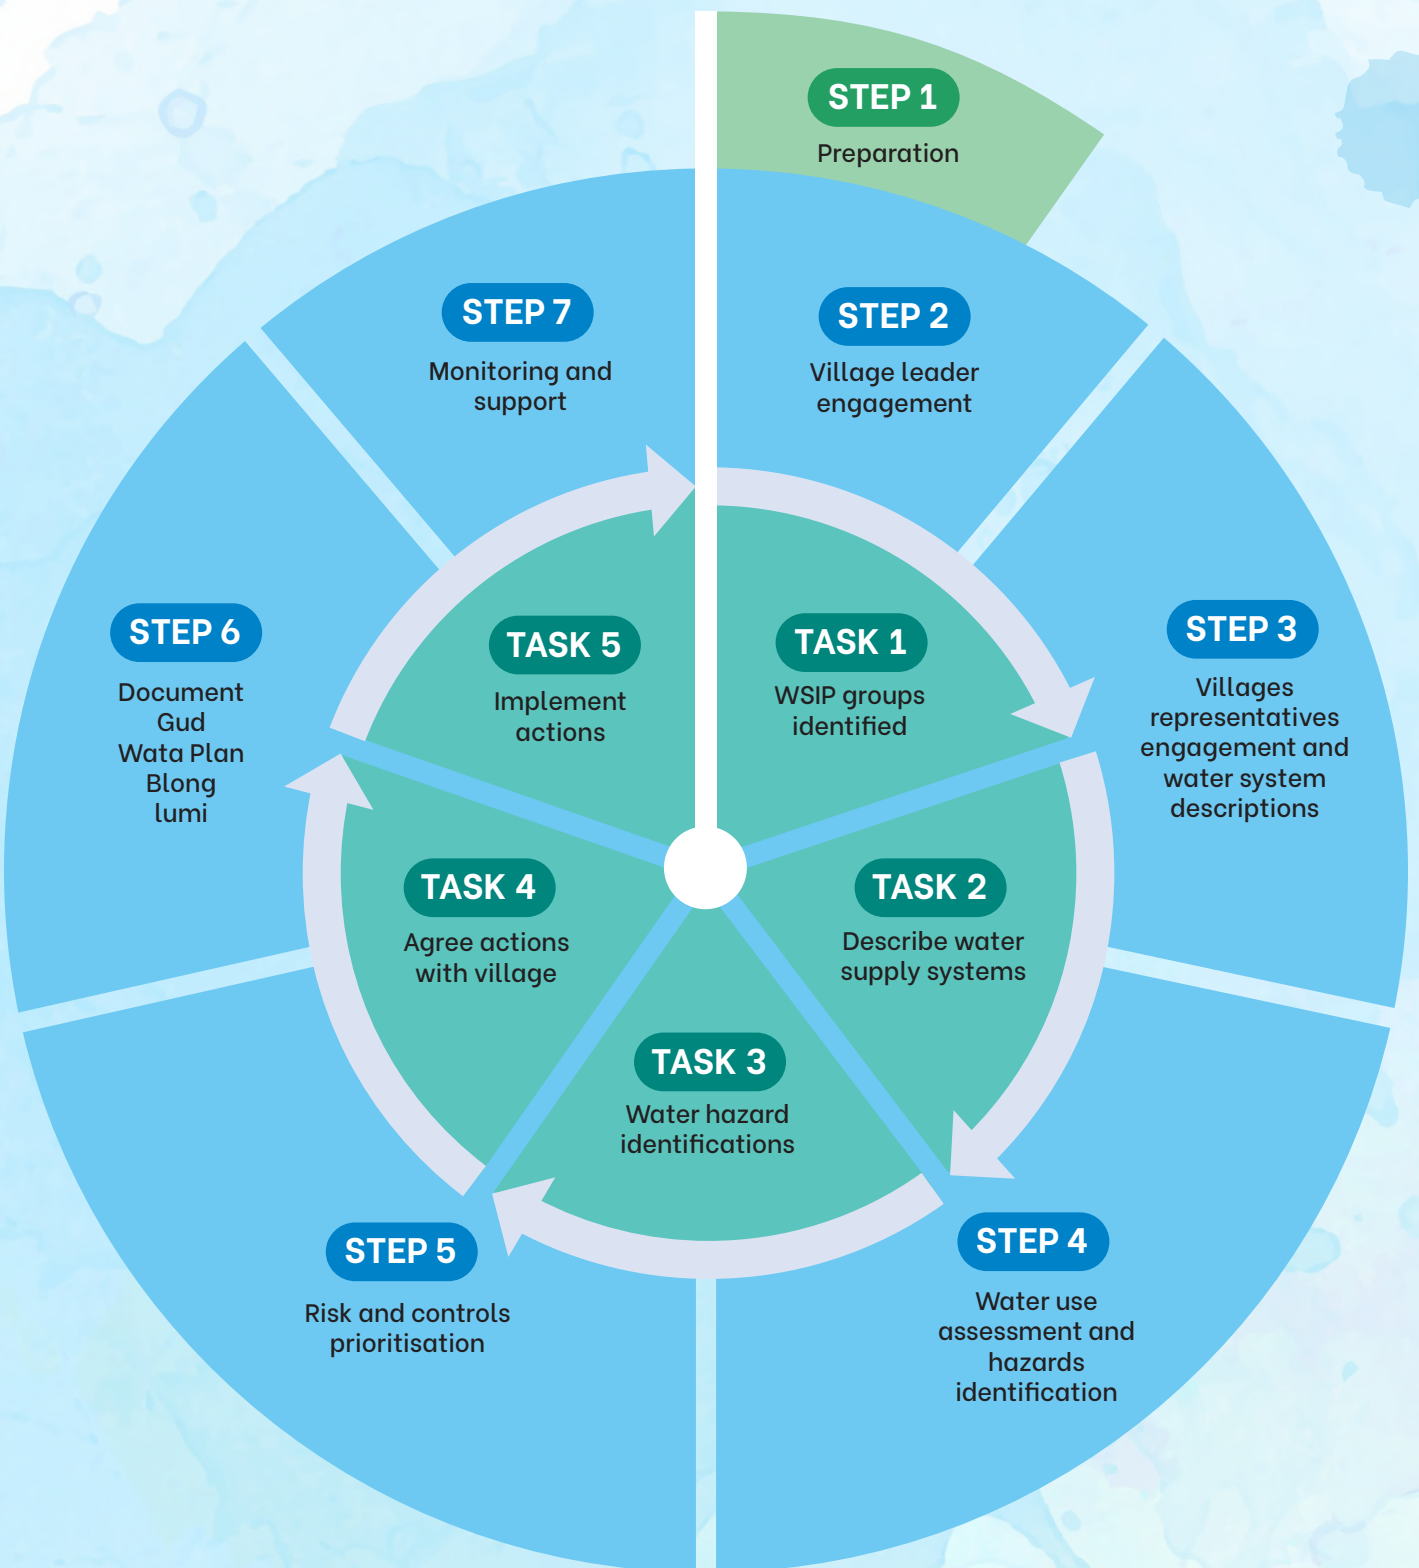 STEP 1
Preparation
STEP 2
Village leader
engagement
STEP 3
Villages
representatives
engagement and
water system
descriptions
STEP 4
Water use
assessment and
hazards
identification
STEP 5
Risk and controls
prioritisation
STEP 6
Document
Gud
Wata Plan
Blong
lumi
STEP 7
Monitoring and
support
TASK 1
WSIP groups
identified
TASK 2
Describe water
supply systems
TASK 3
Water hazard
identifications
TASK 4
Agree actions
with village
TASK 5
Implement
actions